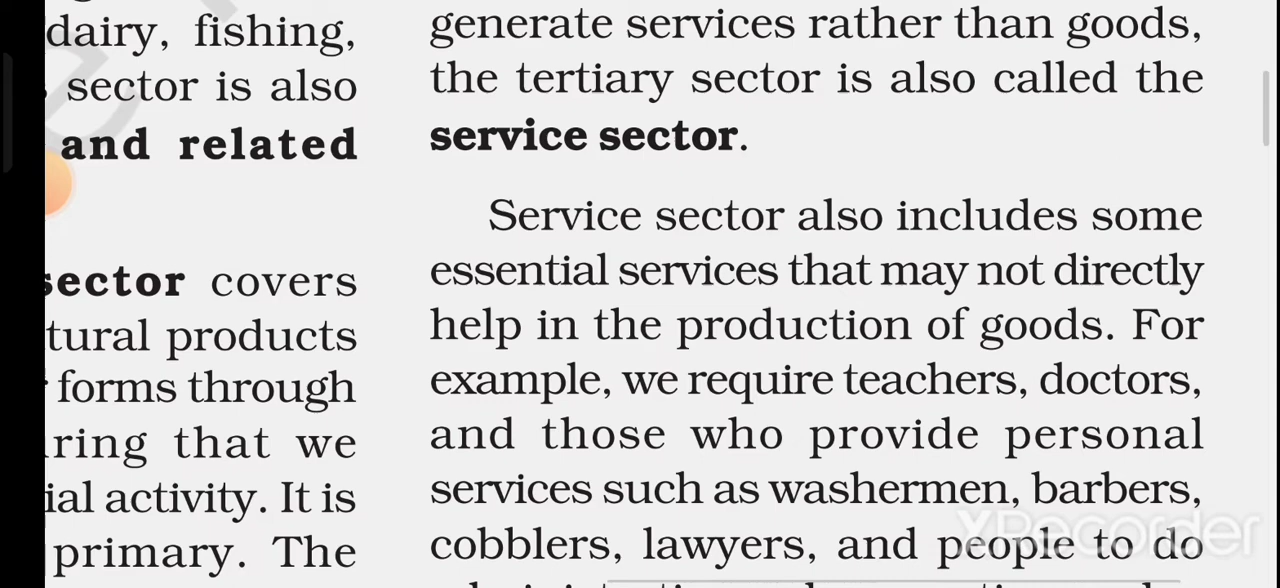 dairy, fishing,
sector is also
and related
sector covers
tural products
forms through
ring that we
ial activity. It is
primary. The
generate services rather than goods,
the tertiary sector is also called the
service sector.
Service sector also includes some
essential services that may not directly
help in the production of goods. For
example, we require teachers, doctors,
and those who provide personal
services such as washermen, barbers,
cobblers, lawyers, and people to do
XRecorder